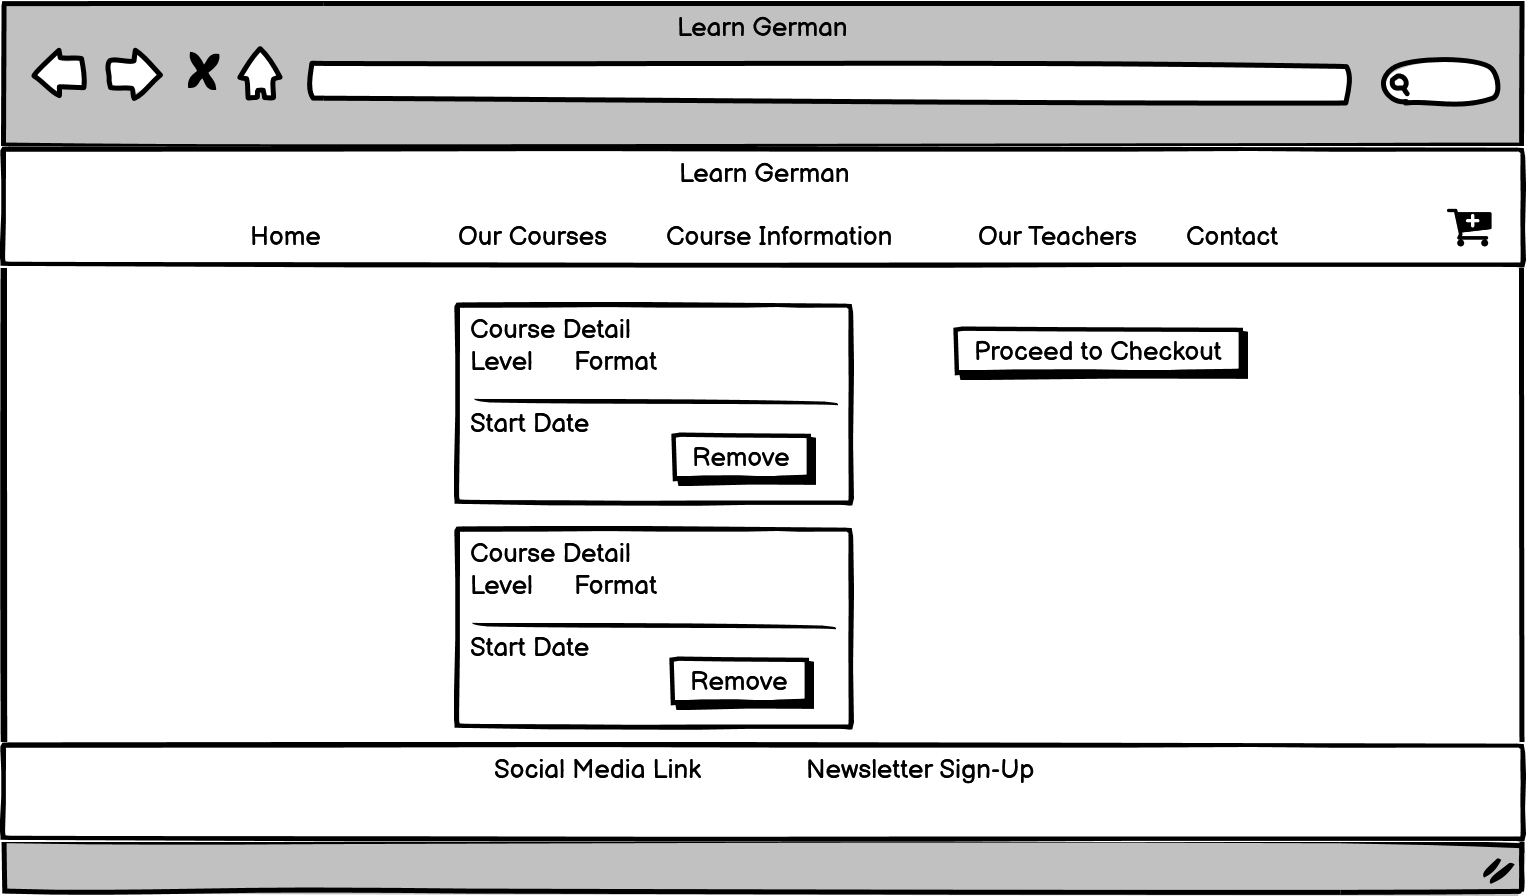 Learn German
Learn German
Home Our Courses Course Information Our Teachers Contact
Course Detail
Level Format
Start Date
Remove
Proceed to Checkout
Course Detail
Level Format
Start Date
Remove
Social Media Link Newsletter Sign-Up